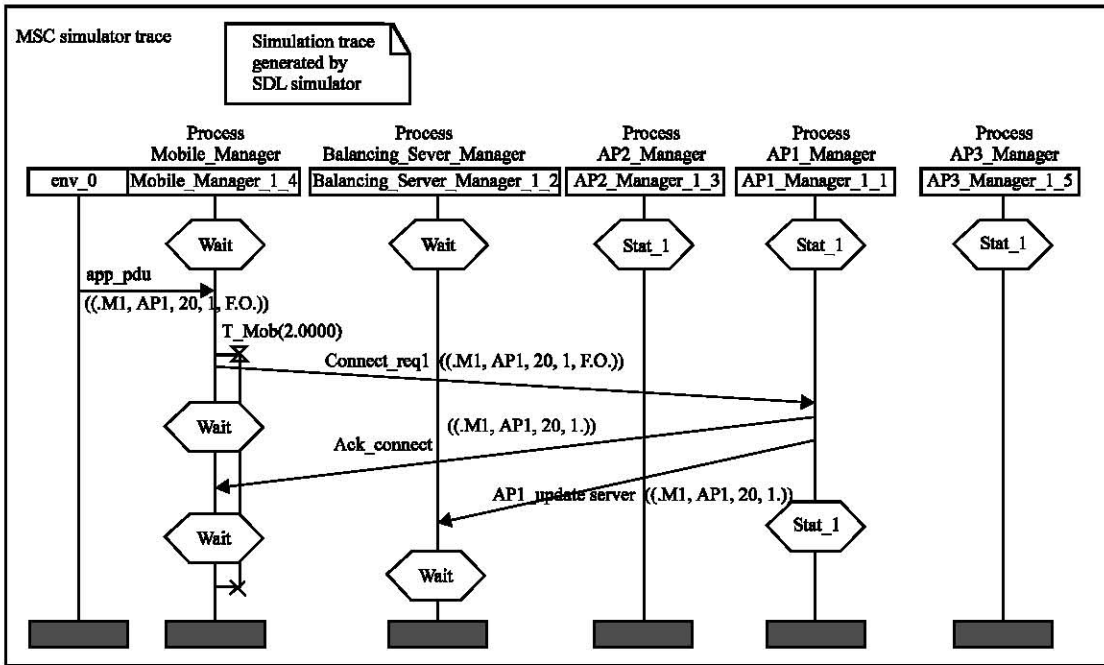 MSC simulator trace
Simulation trace
generated by
SDL simulator
Process
Mobile_Manager
Process
Balancing_Sever_Manager
Process
AP2_Manager
Process
AP1_Manager
Process
AP3_Manager
env_0
Mobile_Manager_1_4
Balancing_Server_Manager_1_2
AP2_Manager_1_3
AP1_Manager_1_1
AP3_Manager_1_5
Wait
Wait
Stat_1
Stat_1
Stat_1
app_pdu
((.M1, AP1, 20, 1, F.O.))
T_Mob(2.0000)
Connect_req1 ((.M1, AP1, 20, 1, F.O.))
Wait
((.M1, AP1, 20, 1.))
Ack_connect
AP1_update server ((.M1, AP1, 20, 1.))
Wait
Stat_1
Wait